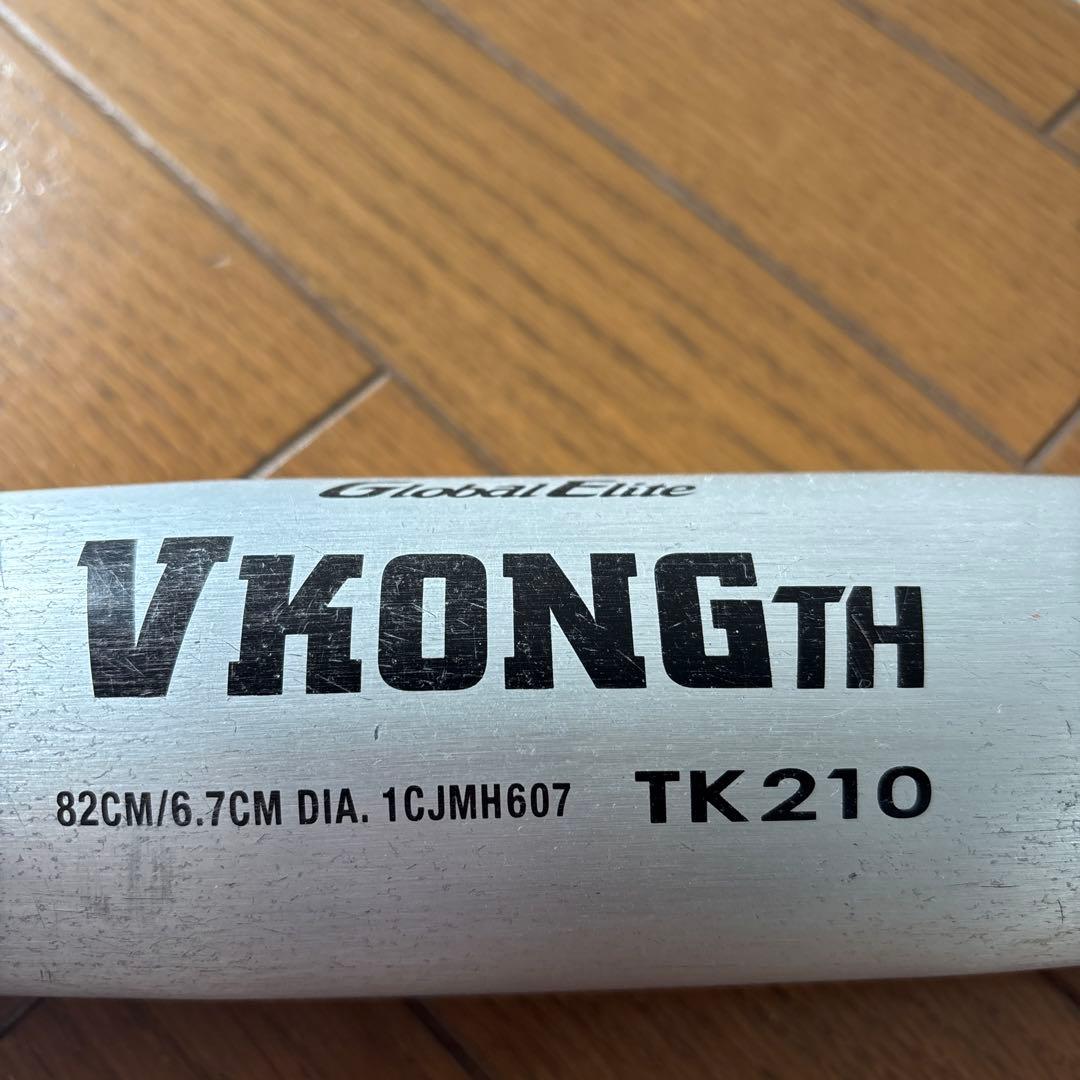 Global Elite
VKONGTH
82CM/6.7CM DIA. 1CJMH607 TK210